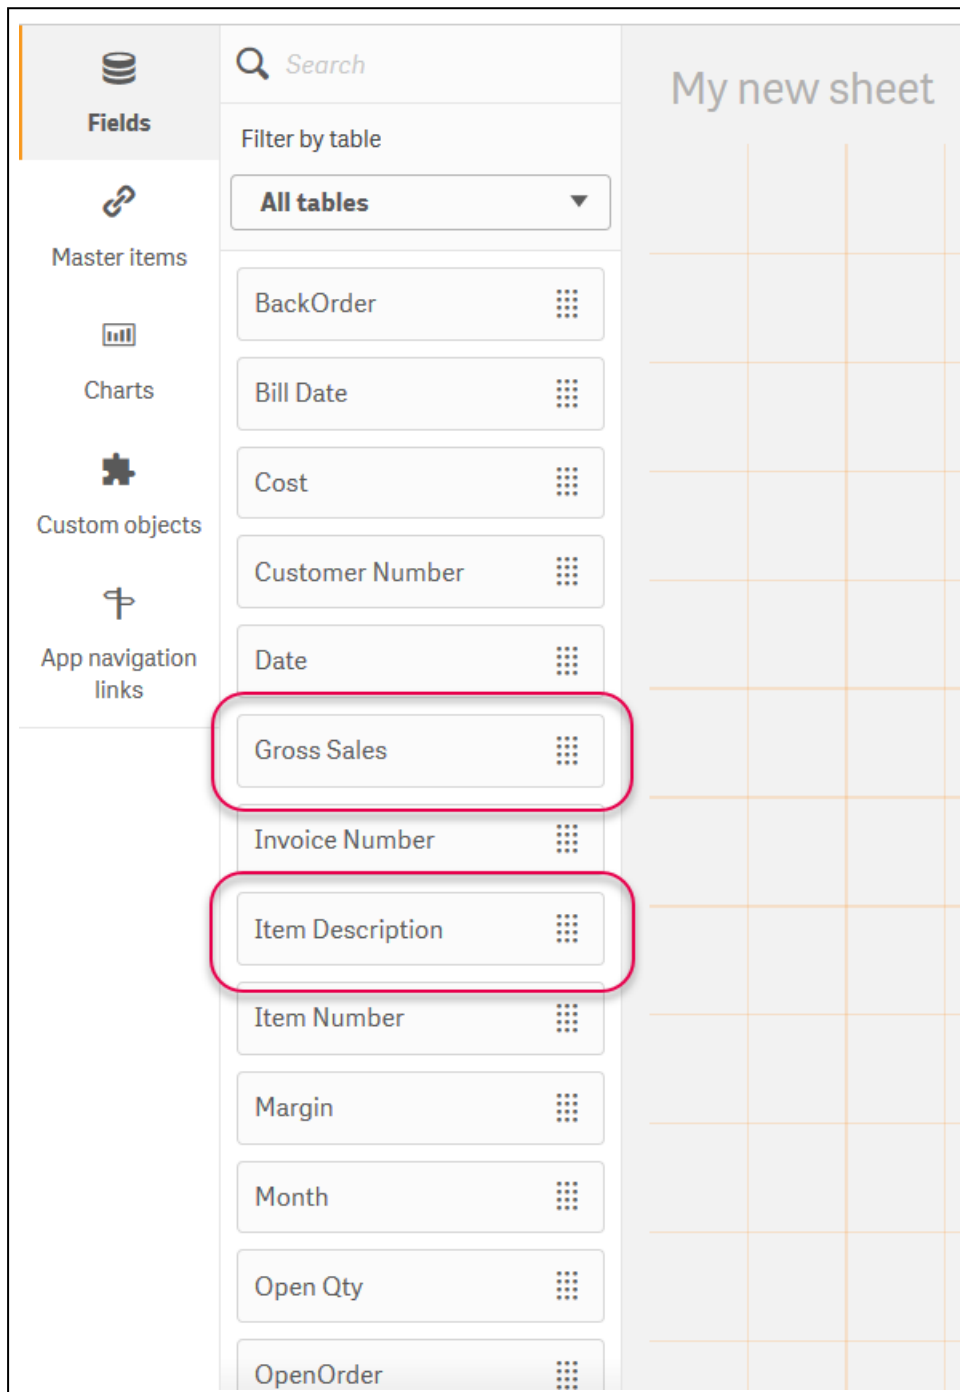 Fields
Master items
Charts
Custom objects
App navigation
links
Search
Filter by table
All tables
BackOrder
Bill Date
Cost
Customer Number
Date
Gross Sales
Invoice Number
Item Description
Item Number
Margin
Month
Open Qty
OpenOrder
My new sheet